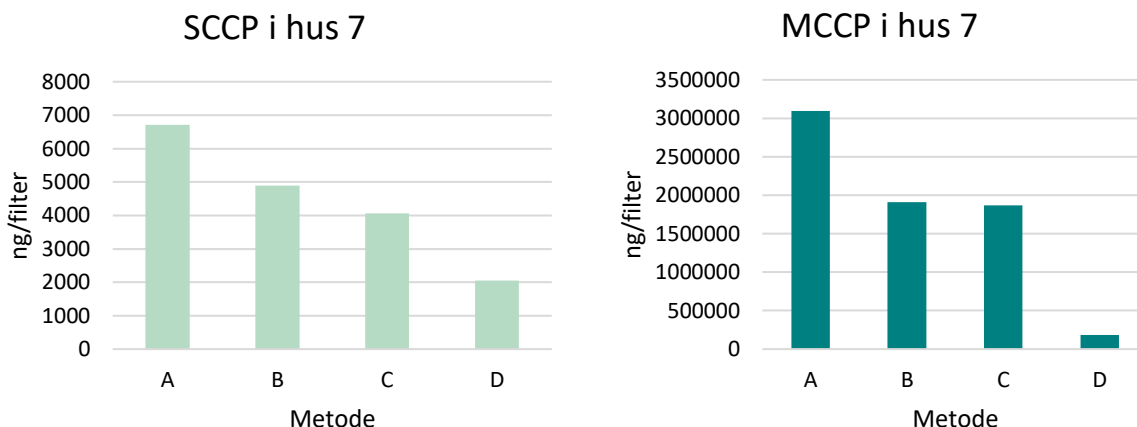 SCCP i hus 7
ng/filter
8000
7000
6000
5000
4000
3000
2000
1000
0
A B C D
Metode
MCCP i hus 7
ng/filter
3500000
3000000
2500000
2000000
1500000
1000000
500000
0
A B C D
Metode